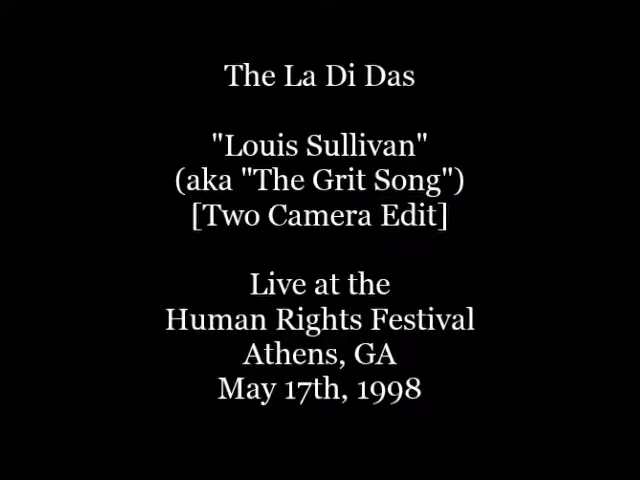 The La Di Das
"Louis Sullivan"
(aka "The Grit Song")
[Two Camera Edit]
Live at the
Human Rights Festival
Athens, GA
May 17th, 1998